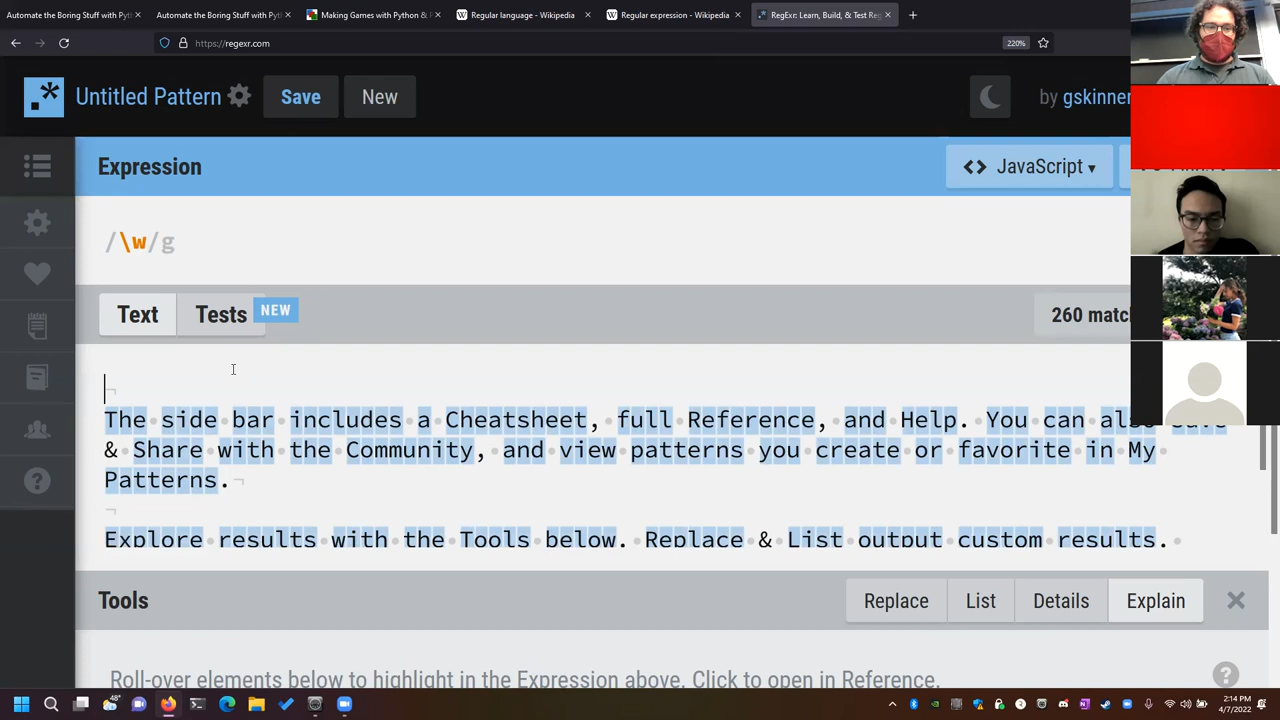 Automate the Boring Stuff with Pyt
Automate the Boring Stuff with Pyt
Making Games with Python & P
Regular language - Wikipedia
Regular expression - Wikipedia
RegExr: Learn, Build, & Test Reg
https://regexr.com
220%
.* Untitled Pattern
Save
New
by gskinner
Expression
<> JavaScript
/\w/g
Text
Tests
NEW
260 matc
The side bar includes a Cheatsheet, full Reference, and Help. You can also Save
& Share with the Community, and view patterns you create or favorite in My
Patterns.
Explore results with the Tools below. Replace & List output custom results.
Tools
Replace
List
Details
Explain
Roll-over elements below to highlight in the Expression above. Click to open in Reference.
48°
2:14 PM
4/7/2022